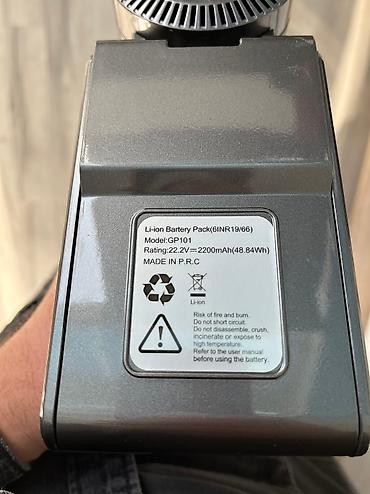 Li-ion Bartery Pack(6INR19/66)
Model:GP101
Rating:22.2V⎓2200mAh(48.84Wh)
MADE IN P.R.C
Li-ion
Risk of fire and burn.
Do not short circuit.
Do not disassemble, crush,
incinerate or expose to
high temperature.
Refer to the user manual
before using the battery.